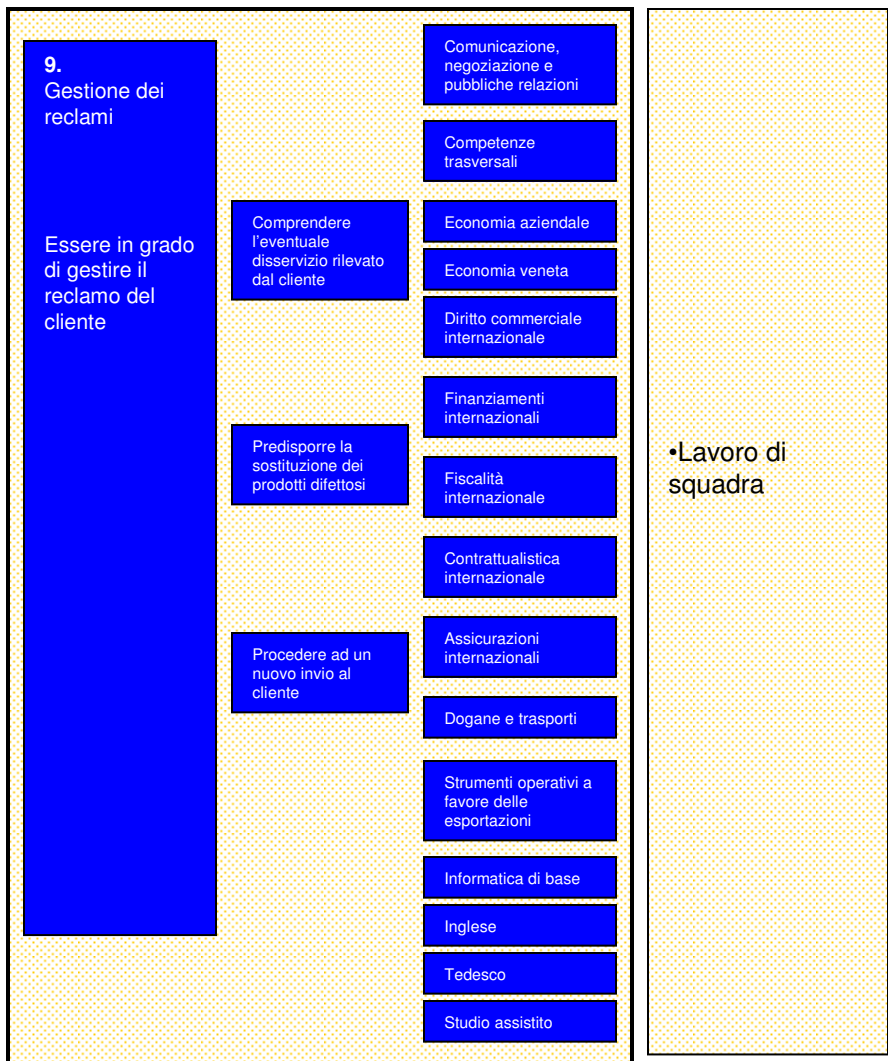 9.
Gestione dei
reclami
Essere in grado
di gestire il
reclamo del
cliente
Comprendere
l'eventuale
disservizio rilevato
dal cliente
Predisporre la
sostituzione dei
prodotti difettosi
Procedere ad un
nuovo invio al
cliente
Comunicazione,
negoziazione e
pubbliche relazioni
Competenze
trasversali
Economia aziendale
Economia veneta
Diritto commerciale
internazionale
Finanziamenti
internazionali
Fiscalità
internazionale
Contrattualistica
internazionale
Assicurazioni
internazionali
Dogane e trasporti
Strumenti operativi a
favore delle
esportazioni
Informatica di base
Inglese
Tedesco
Studio assistito
•Lavoro di
squadra